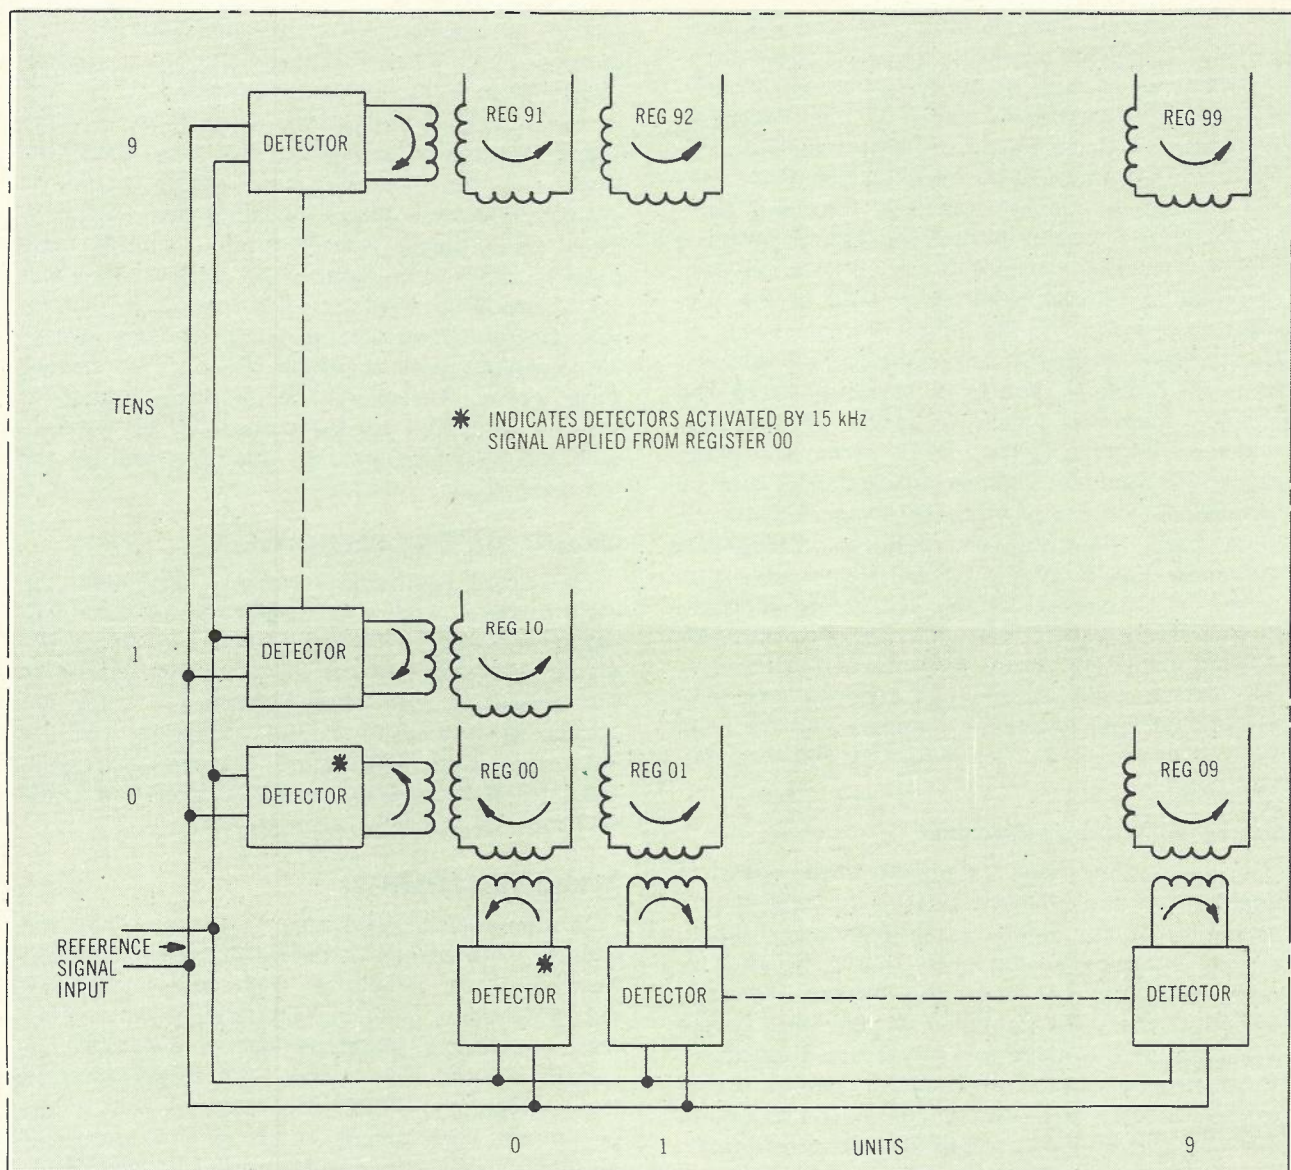 REG 91
REG 92
REG 99
9
DETECTOR
TENS
* INDICATES DETECTORS ACTIVATED BY 15 kHz
SIGNAL APPLIED FROM REGISTER 00
1
DETECTOR
REG 10
0
*
DETECTOR
REG 00
REG 01
REG 09
REFERENCE
SIGNAL
INPUT
*
DETECTOR
DETECTOR
DETECTOR
0
1
UNITS
9